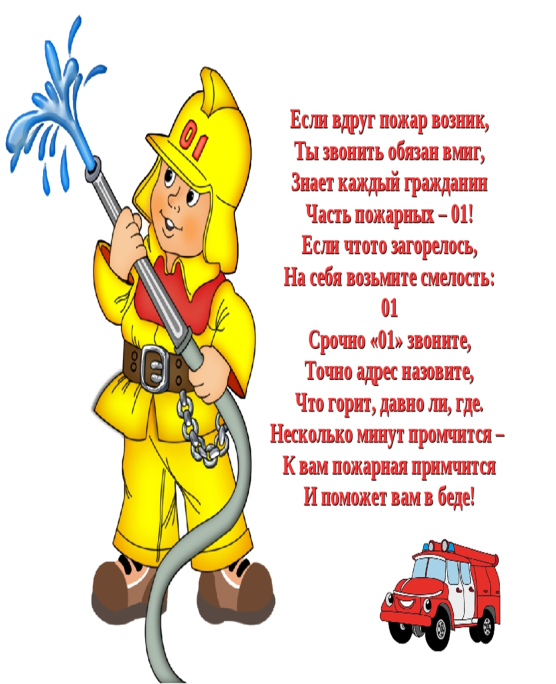 01
Если вдруг пожар возник,
Ты звонить обязан вмиг,
Знает каждый гражданин
Часть пожарных – 01!
Если чтото загорелось,
На себя возьмите смелость:
01
Срочно «01» звоните,
Точно адрес назовите,
Что горит, давно ли, где.
Несколько минут промчится –
К вам пожарная примчится
И поможет вам в беде!